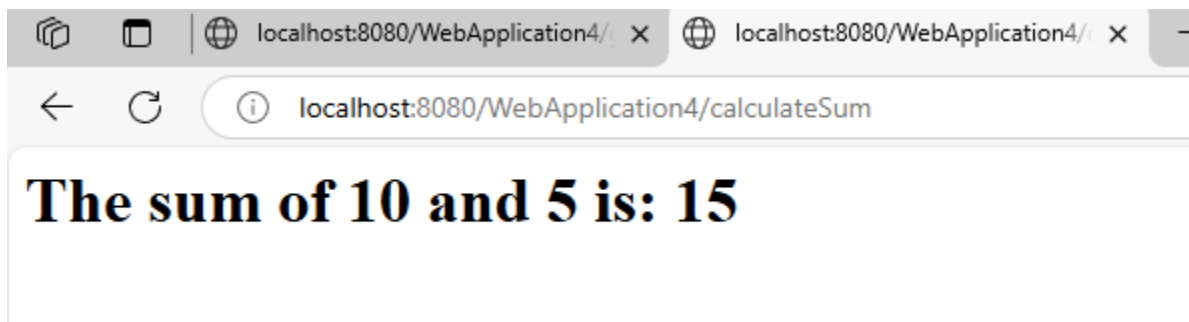 localhost:8080/WebApplication4/
localhost:8080/WebApplication4/
localhost:8080/WebApplication4/calculateSum
The sum of 10 and 5 is: 15